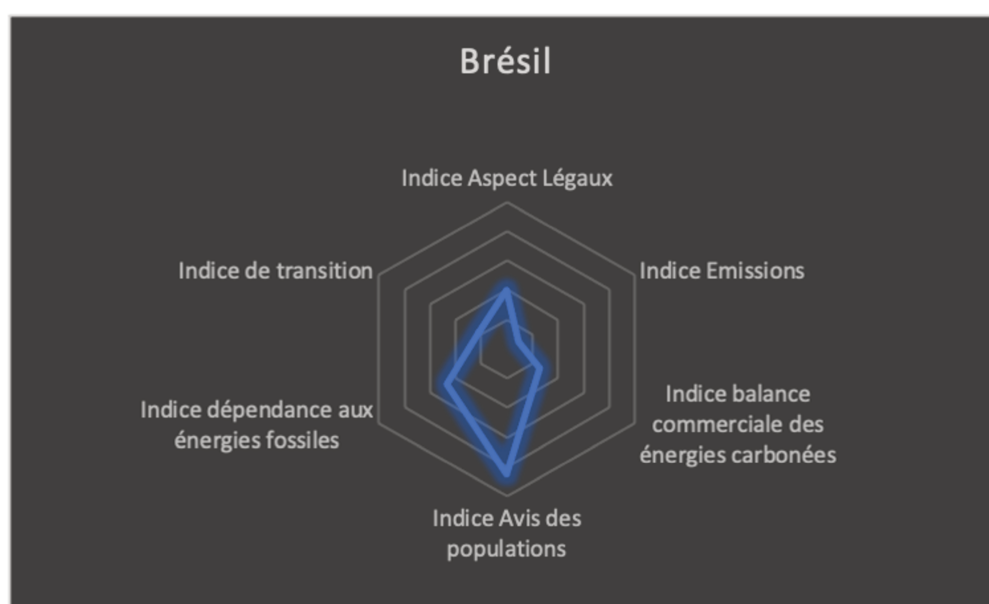 Brésil
Indice Aspect Légaux
Indice de transition
Indice Emissions
Indice balance
commerciale des
énergies carbonées
Indice dépendance aux
énergies fossiles
Indice Avis des
populations